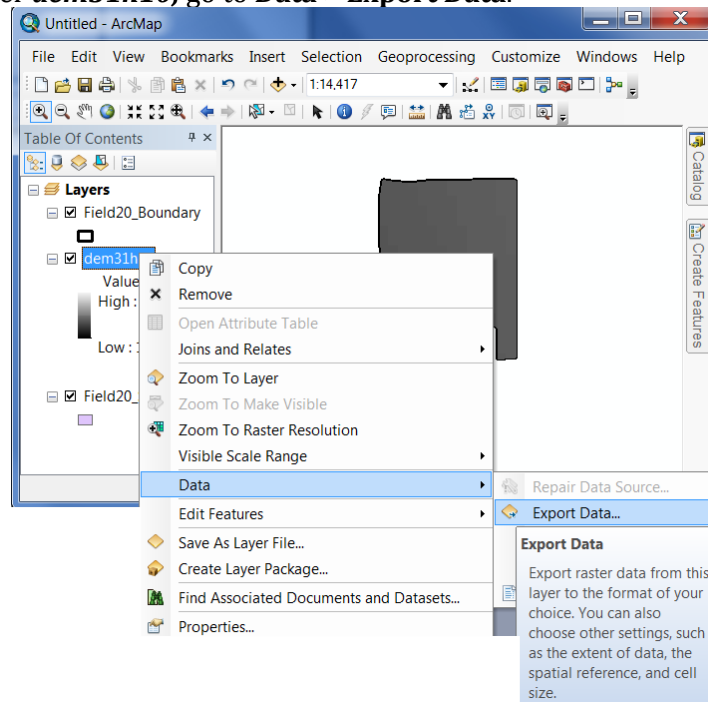 go to Data – Export Data.
Untitled - ArcMap
File Edit View Bookmarks Insert Selection Geoprocessing Customize Windows Help
1:14,417
Table Of Contents
Layers
Field20_Boundary
dem31h
Value
High :
Low :
Field20_
Copy
Remove
Open Attribute Table
Joins and Relates
Zoom To Layer
Zoom To Make Visible
Zoom To Raster Resolution
Visible Scale Range
Data
Edit Features
Save As Layer File...
Create Layer Package...
Find Associated Documents and Datasets...
Properties...
Repair Data Source...
Export Data...
Export Data
Export raster data from this
layer to the format of your
choice. You can also
choose other settings, such
as the extent of data, the
spatial reference, and cell
size.
Catalog
Create Features